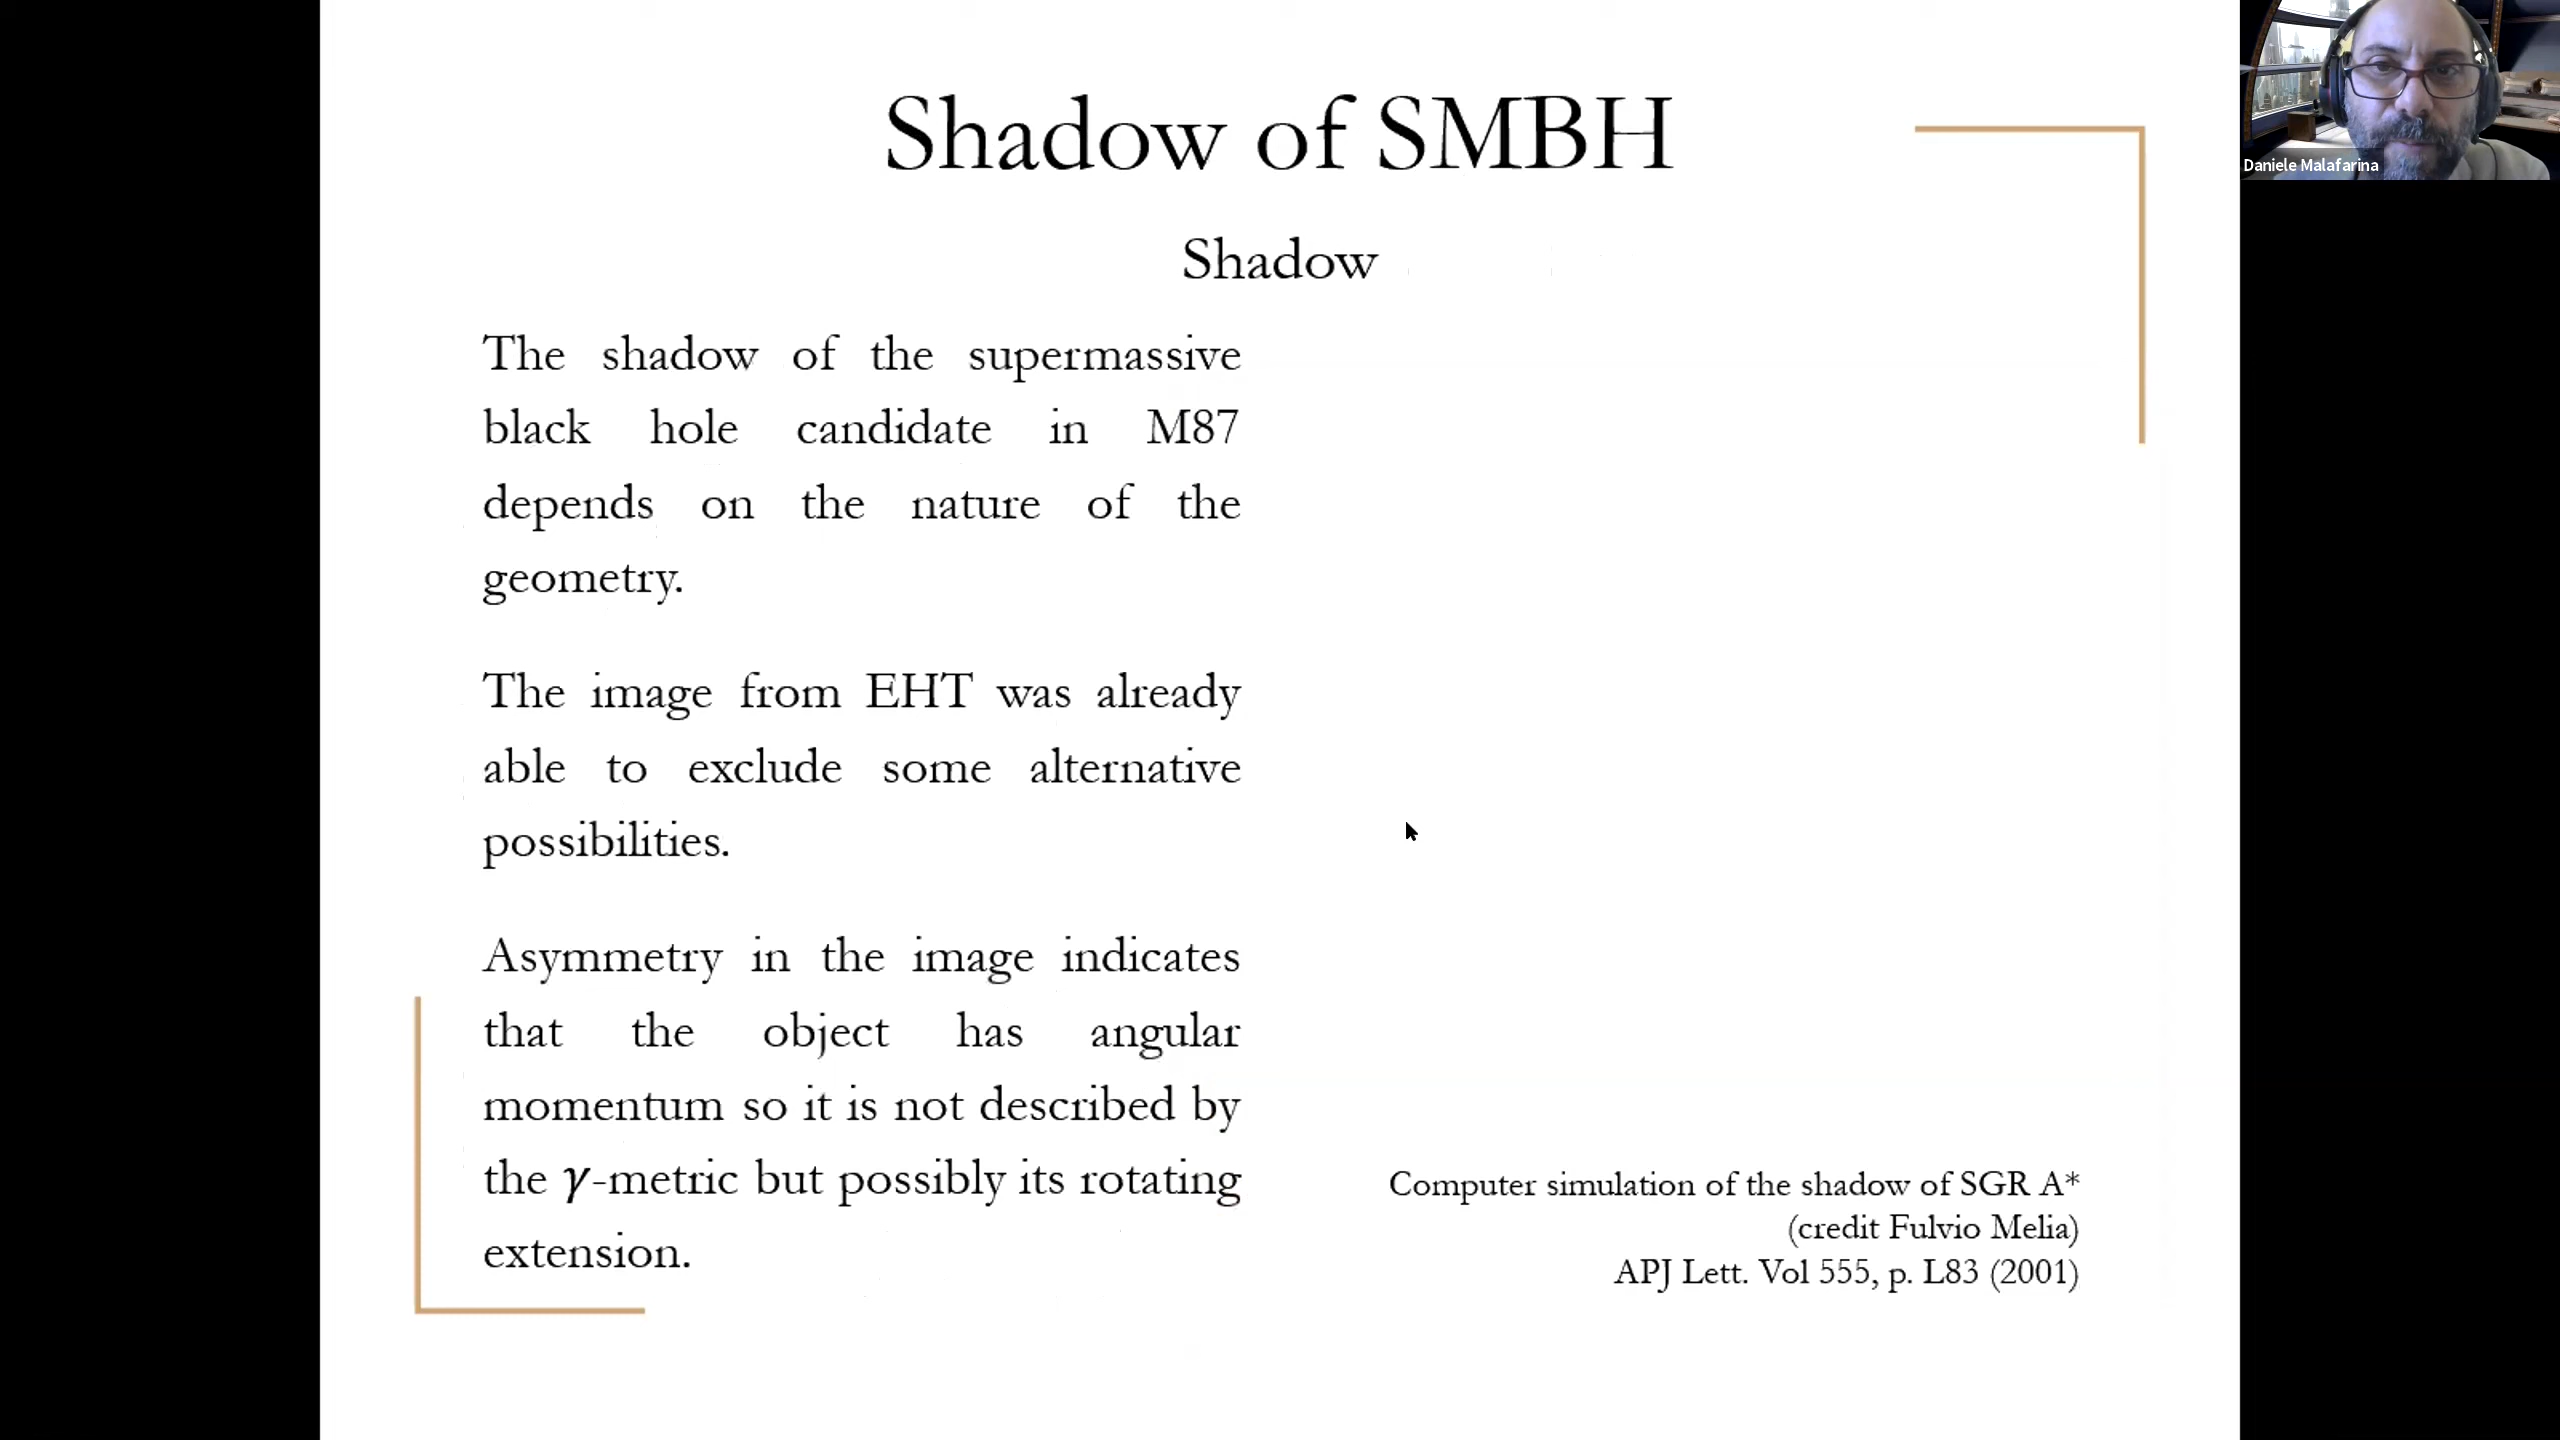 Shadow of SMBH
Daniele Malafarina
Shadow
The shadow of the supermassive
black hole candidate in M87
depends on the nature of the
geometry.
The image from EHT was already
able to exclude some alternative
possibilities.
Asymmetry in the image indicates
that the object has angular
momentum so it is not described by
the γ-metric but possibly its rotating
extension.
Computer simulation of the shadow of SGR A*
(credit Fulvio Melia)
APJ Lett. Vol 555, p. L83 (2001)